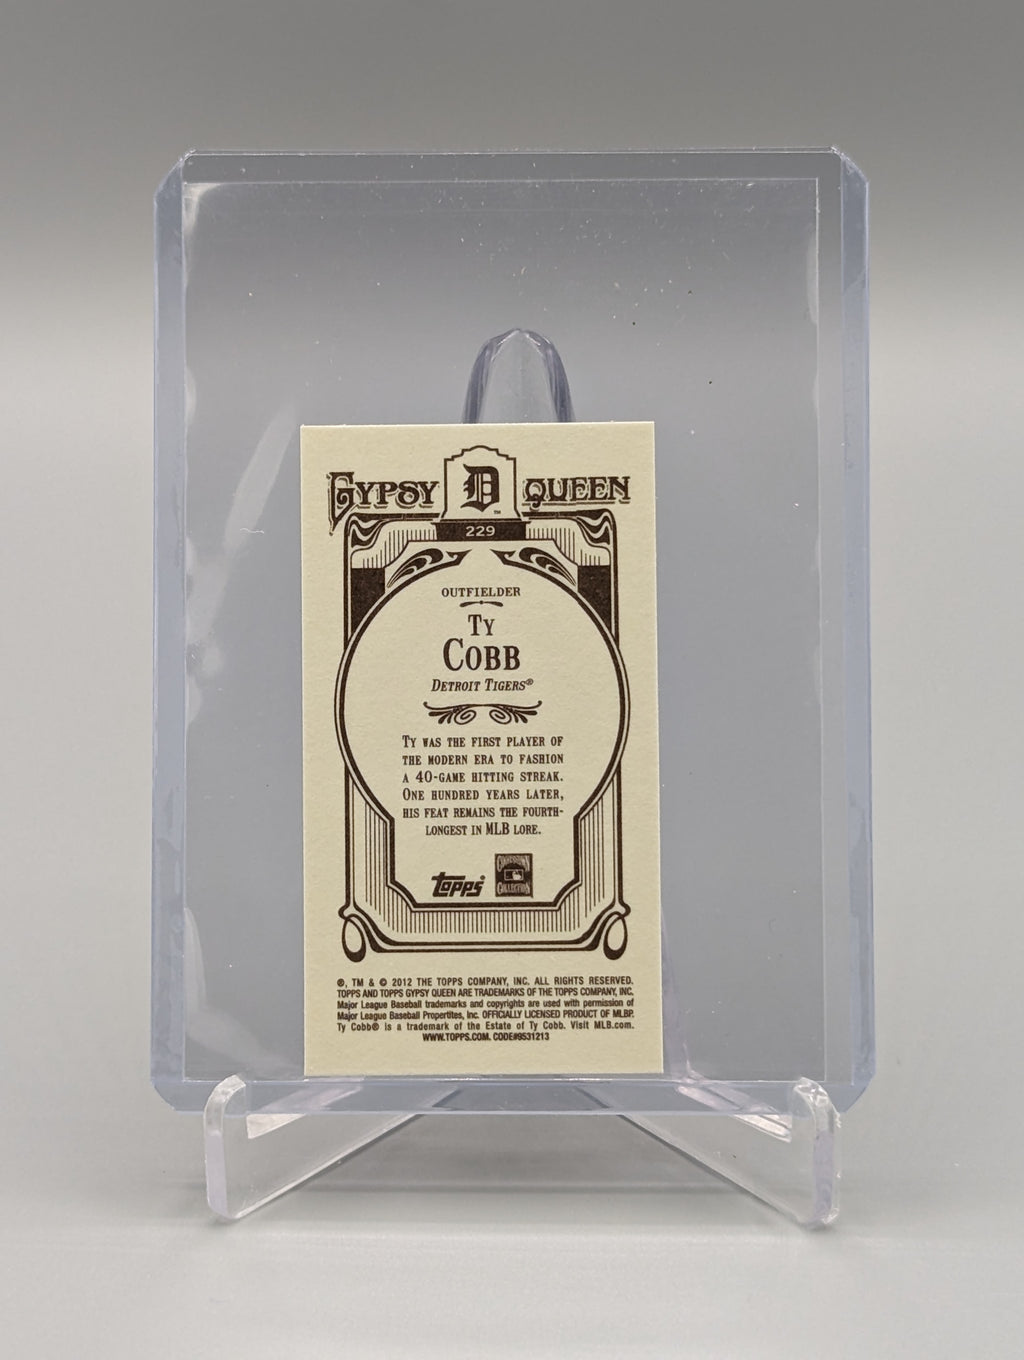 GYPSY D QUEEN
TM
229
OUTFIELDER
TY
COBB
DETROIT TIGERS®
TY WAS THE FIRST PLAYER OF
THE MODERN ERA TO FASHION
A 40-GAME HITTING STREAK.
ONE HUNDRED YEARS LATER,
HIS FEAT REMAINS THE FOURTH-
LONGEST IN MLB LORE.
topps®
COOPERSTOWN
COLLECTION
®, TM & © 2012 THE TOPPS COMPANY, INC. ALL RIGHTS RESERVED.
TOPPS AND TOPPS GYPSY QUEEN ARE TRADEMARKS OF THE TOPPS COMPANY, INC.
Major League Baseball trademarks and copyrights are used with permission of
Major League Baseball Propertites, Inc. OFFICIALLY LICENSED PRODUCT OF MLBP.
Ty Cobb® is a trademark of the Estate of Ty Cobb. Visit MLB.com.
WWW.TOPPS.COM. CODE#9531213